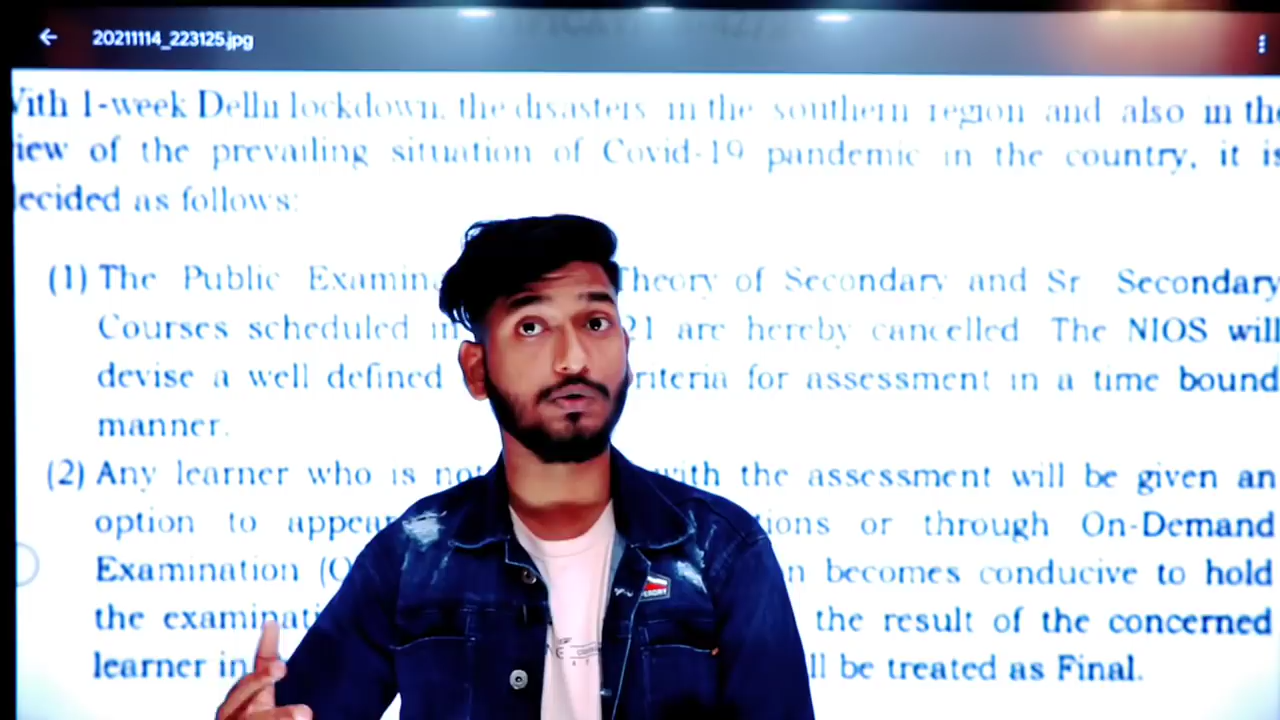 20211114_223125.jpg
With 1-week Delhi lockdown, the disasters in the southern region and also in the
iew of the prevailing situation of Covid-19 pandemic in the country, it is
ecided as follows:
(1) The Public Examina Theory of Secondary and Sr Secondary
Courses scheduled in 21 are hereby cancelled The NIOS will
devise a well defined riteria for assessment in a time bound
manner.
(2) Any learner who is not with the assessment will be given an
option to appear tions or through On-Demand
Examination (O n becomes conducive to hold
the examinati the result of the concerned
learner in ll be treated as Final.